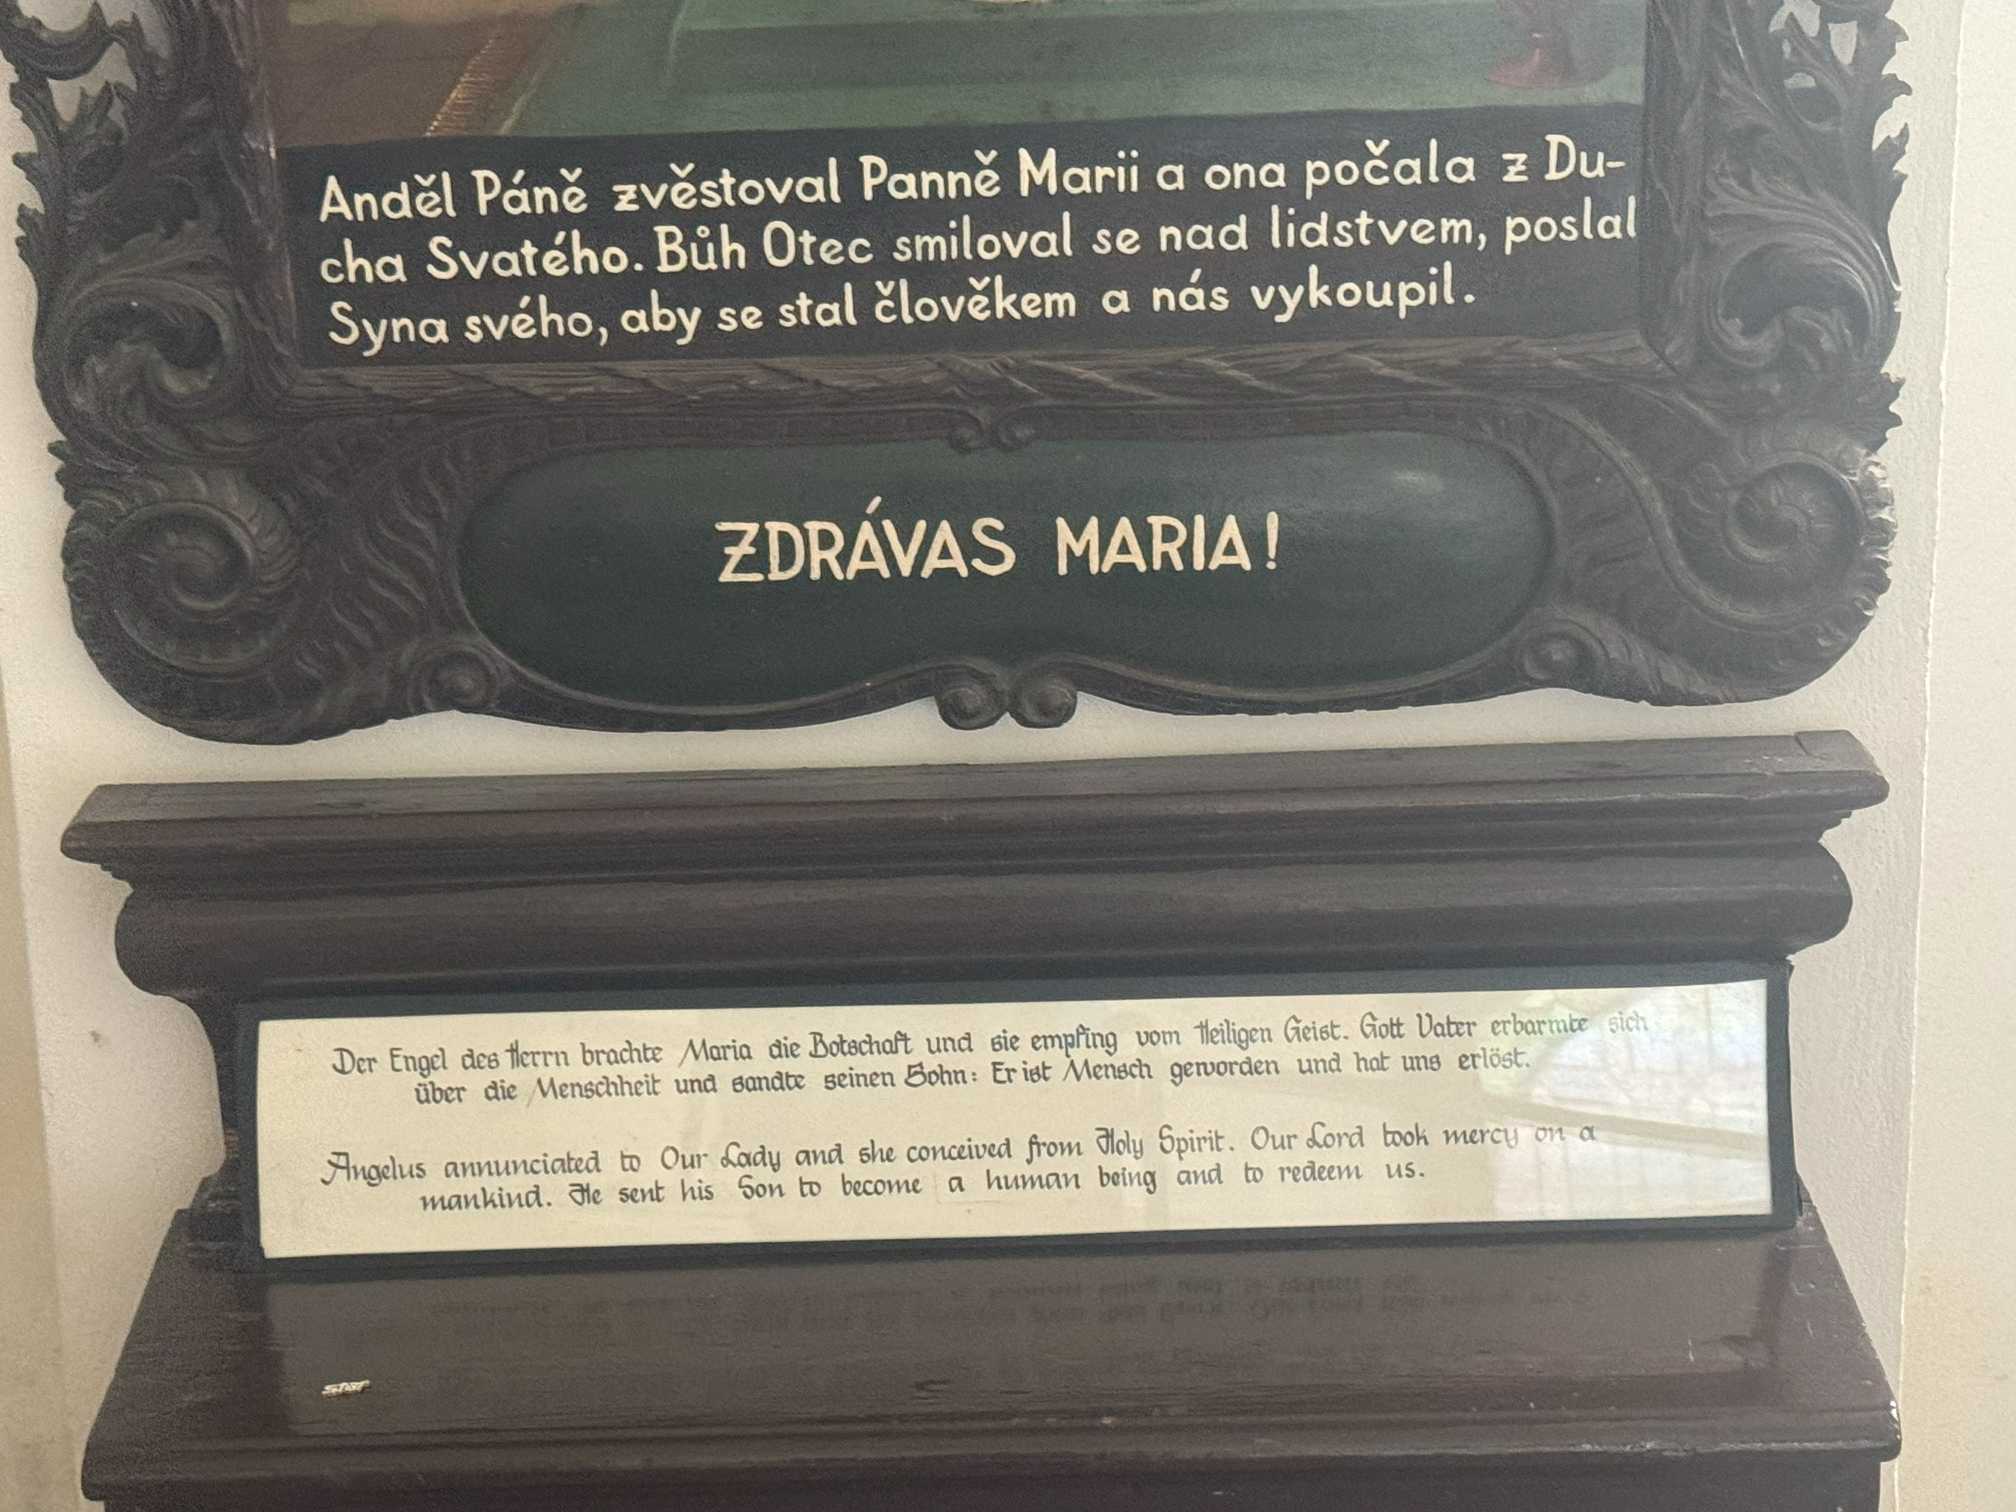 Anděl Páně zvěstoval Panně Marii a ona počala z Du-
cha Svatého. Bůh Otec smiloval se nad lidstvem, poslal
Syna svého, aby se stal člověkem a nás vykoupil.
ZDRÁVAS MARIA!
Der Engel des Herrn brachte Maria die Botschaft und sie empfing vom Heiligen Geist. Gott Vater erbarmte sich
über die Menschheit und sandte seinen Sohn: Er ist Mensch geworden und hat uns erlöst.
Angelus annunciated to Our Lady and she conceived from Holy Spirit. Our Lord took mercy on a
mankind. He sent his Son to become a human being and to redeem us.